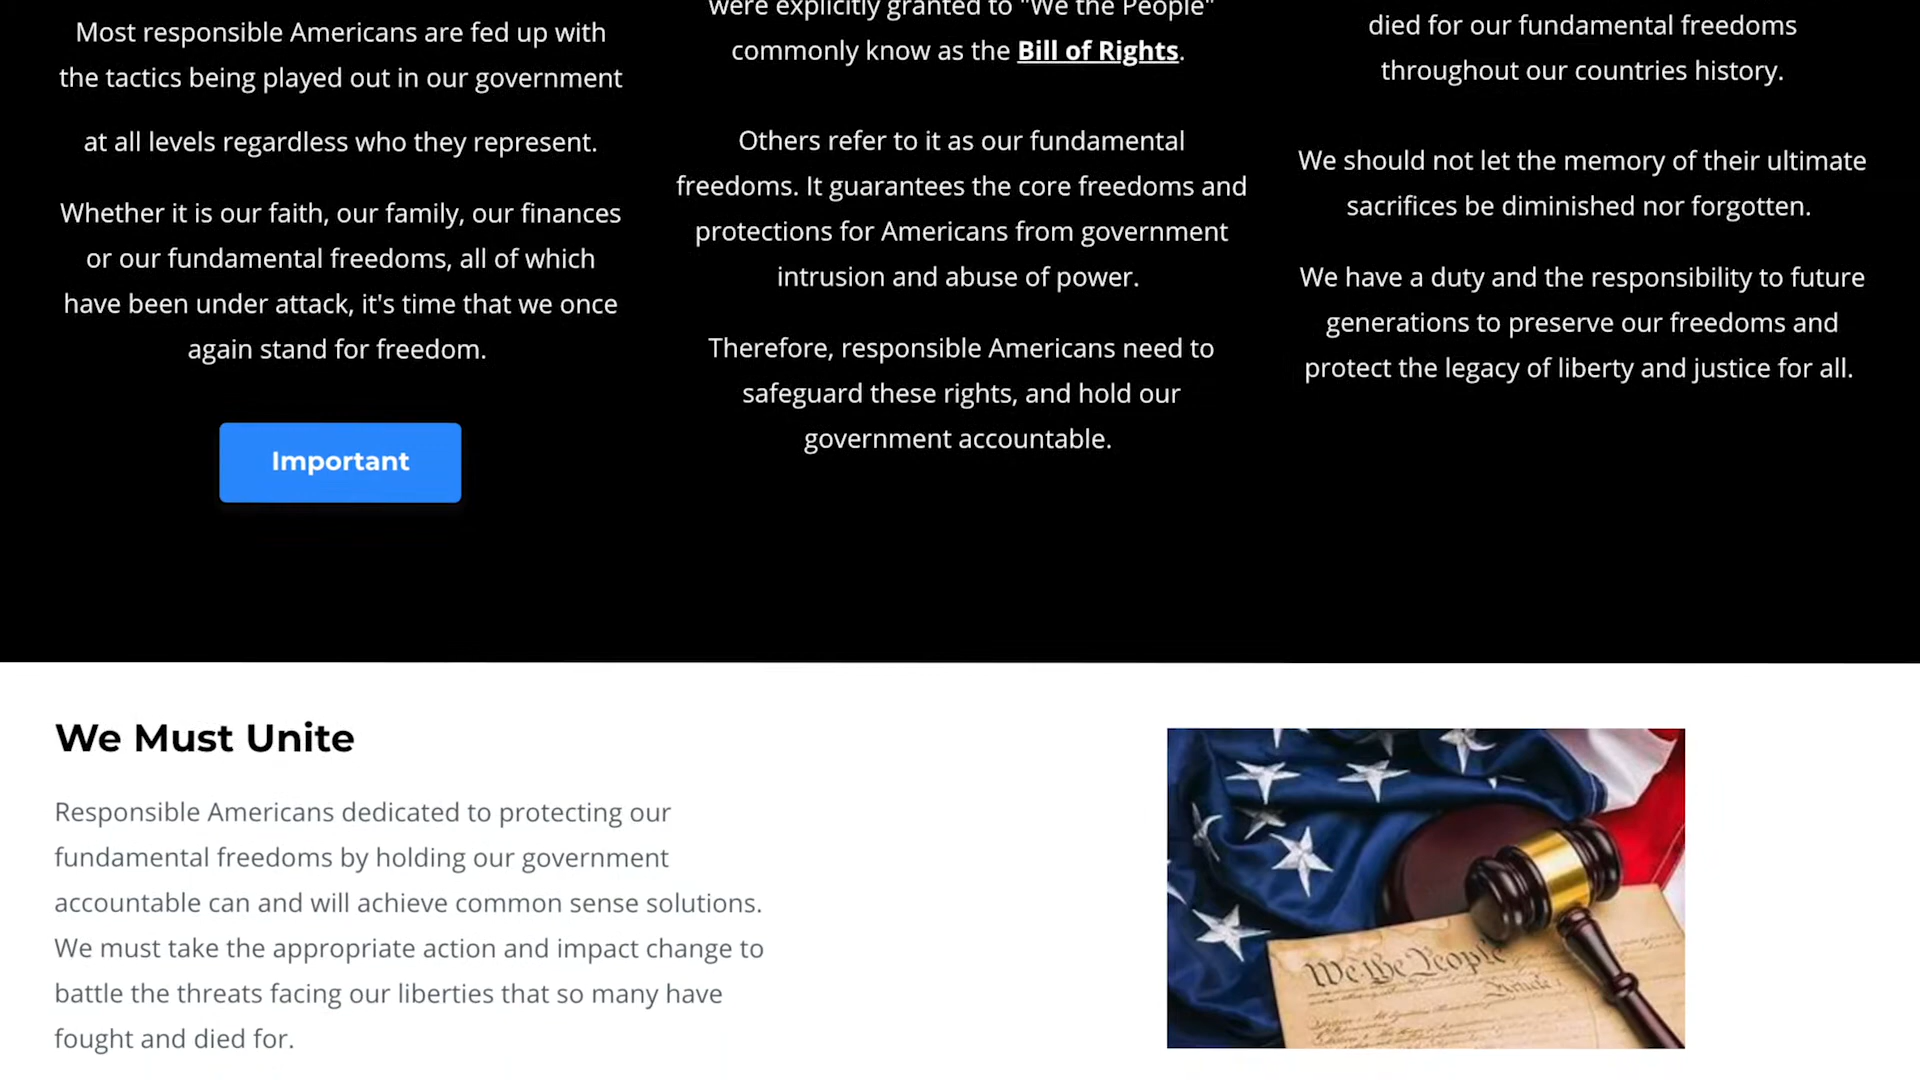 Most responsible Americans are fed up with
the tactics being played out in our government
at all levels regardless who they represent.
Whether it is our faith, our family, our finances
or our fundamental freedoms, all of which
have been under attack, it's time that we once
again stand for freedom.
Important
were explicitly granted to "We the People"
commonly know as the Bill of Rights.
Others refer to it as our fundamental
freedoms. It guarantees the core freedoms and
protections for Americans from government
intrusion and abuse of power.
Therefore, responsible Americans need to
safeguard these rights, and hold our
government accountable.
died for our fundamental freedoms
throughout our countries history.
We should not let the memory of their ultimate
sacrifices be diminished nor forgotten.
We have a duty and the responsibility to future
generations to preserve our freedoms and
protect the legacy of liberty and justice for all.
We Must Unite
Responsible Americans dedicated to protecting our
fundamental freedoms by holding our government
accountable can and will achieve common sense solutions.
We must take the appropriate action and impact change to
battle the threats facing our liberties that so many have
fought and died for.
We the People
Article 1